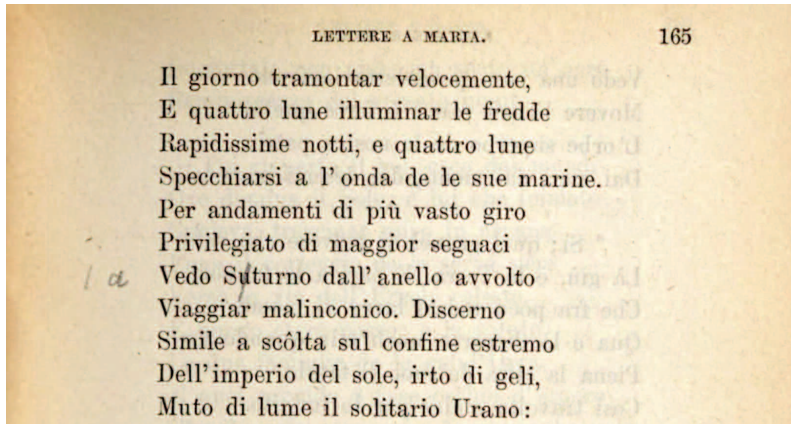 LETTERE A MARIA. 165
Il giorno tramontar velocemente,
E quattro lune illuminar le fredde
Rapidissime notti, e quattro lune
Specchiarsi a l'onda de le sue marine.
Per andamenti di più vasto giro
Privilegiato di maggior seguaci
/ a Vedo Suturno dall'anello avvolto
Viaggiar malinconico. Discerno
Simile a scôlta sul confine estremo
Dell'imperio del sole, irto di geli,
Muto di lume il solitario Urano: